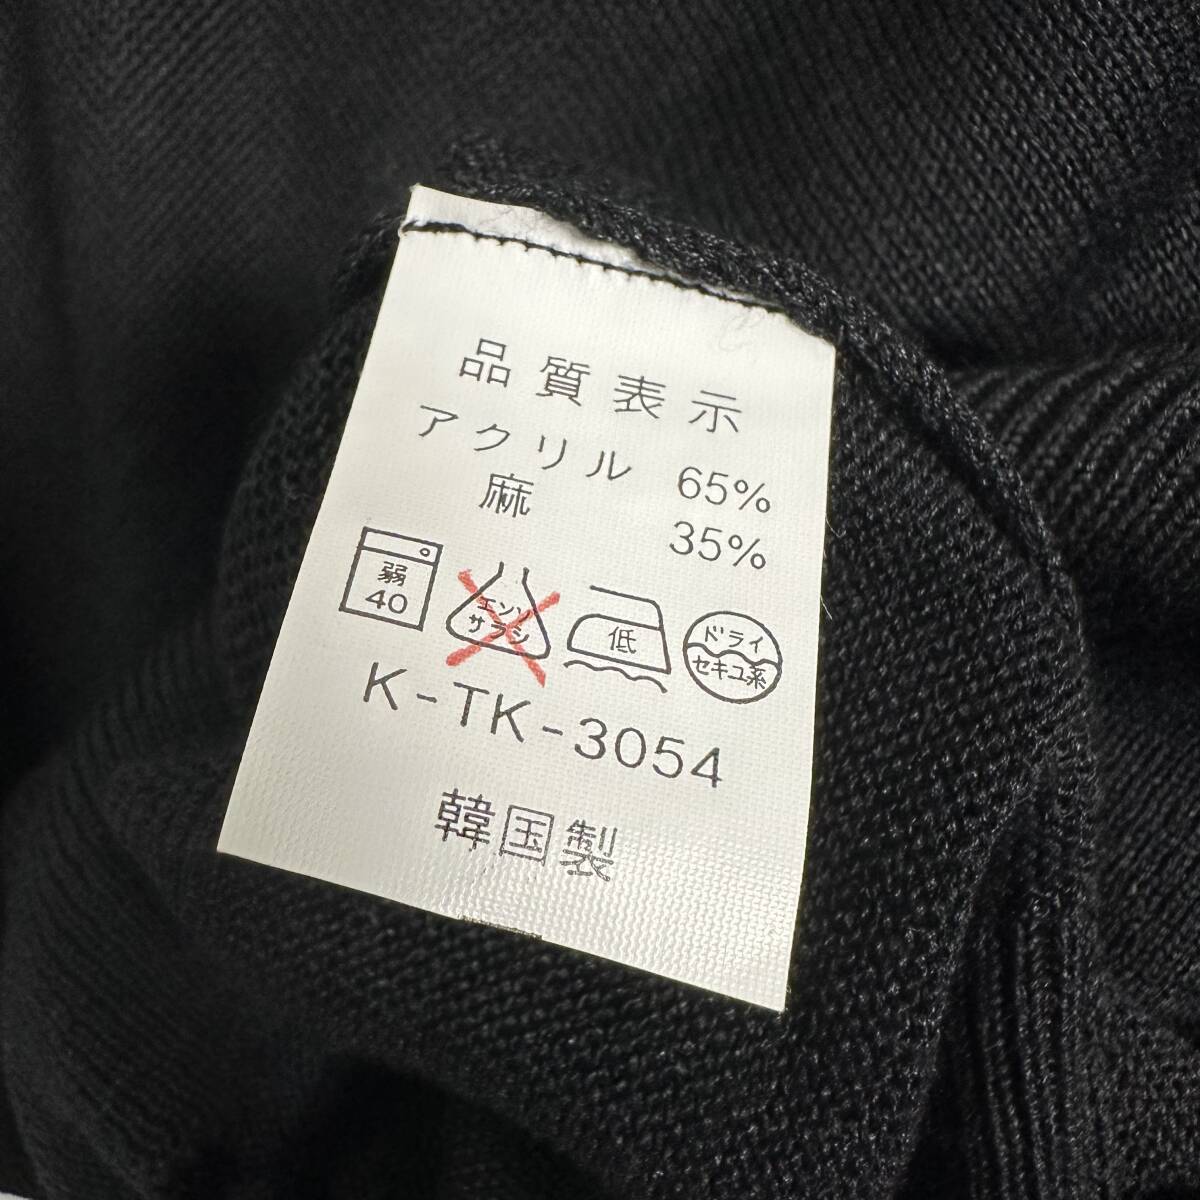 品質表示
アクリル 65%
麻 35%
弱
40
エンソ
サラシ
低
ドライ
セキユ系
K-TK-3054
韓国製